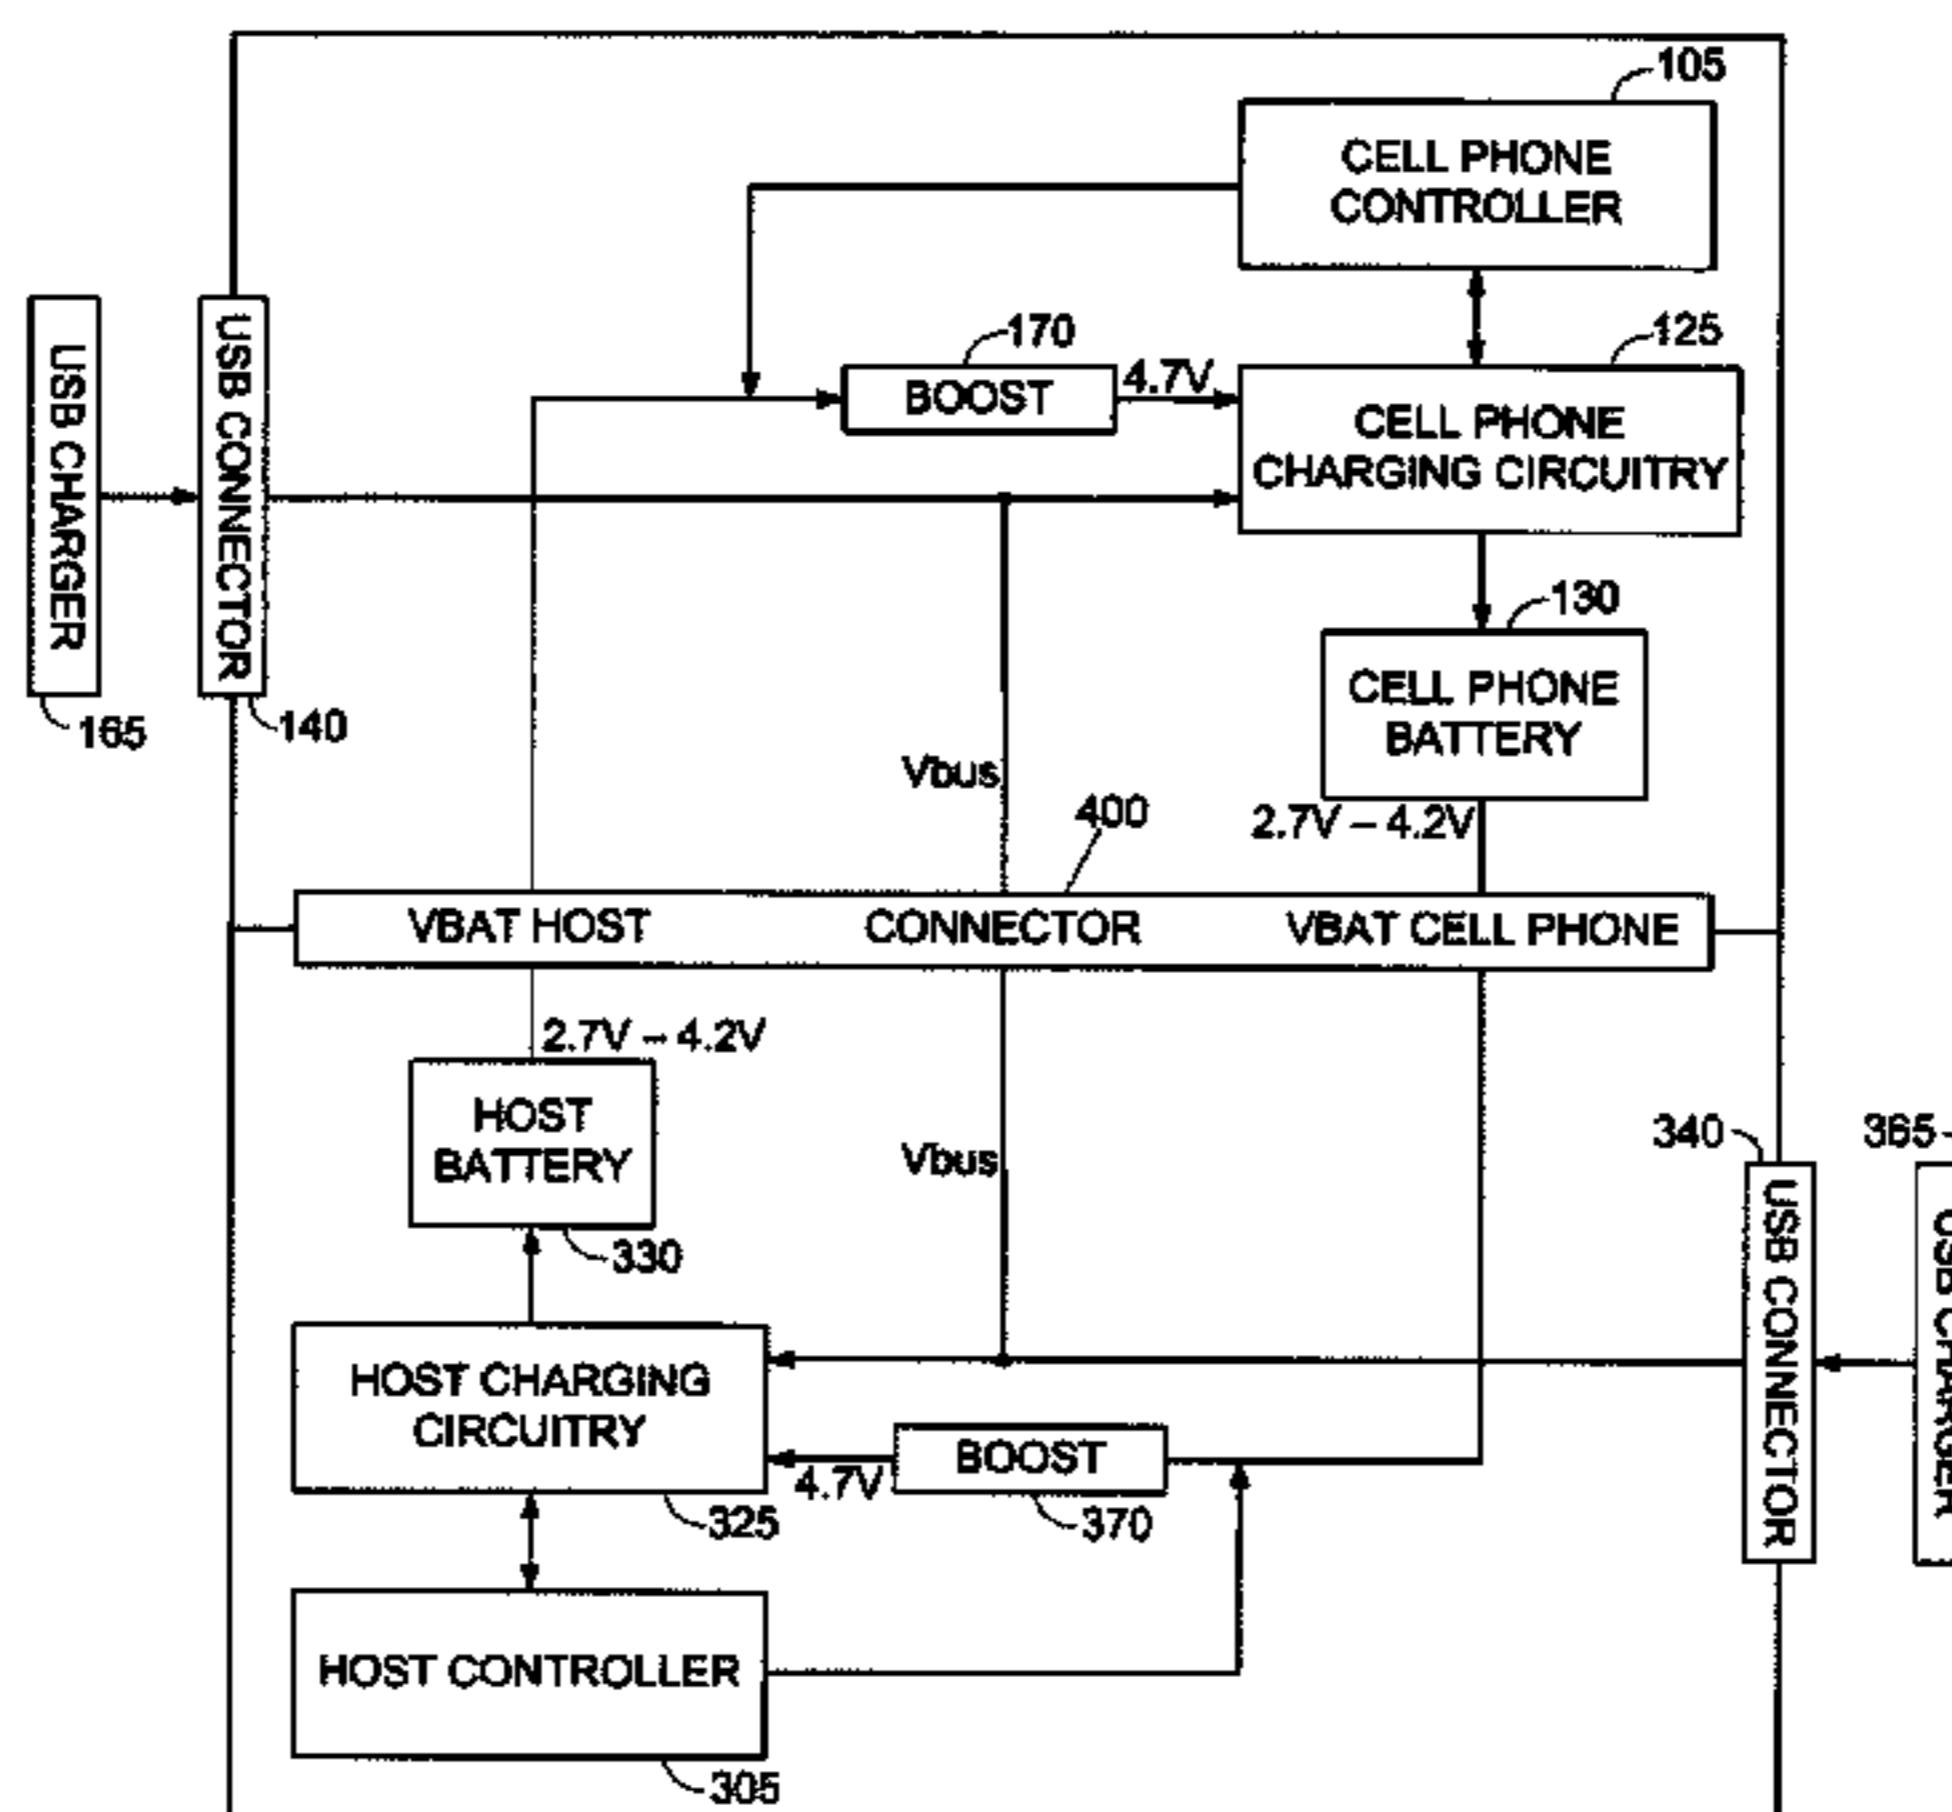 105
CELL PHONE
CONTROLLER
170
125
BOOST
4.7V
CELL PHONE
CHARGING CIRCUITRY
USB CHARGER
USB CONNECTOR
165
140
130
CELL PHONE
BATTERY
Vbus
400
2.7V – 4.2V
VBAT HOST
CONNECTOR
VBAT CELL PHONE
2.7V – 4.2V
HOST
BATTERY
330
Vbus
340
365
USB CONNECTOR
USB CHARGER
HOST CHARGING
CIRCUITRY
325
BOOST
4.7V
370
HOST CONTROLLER
305